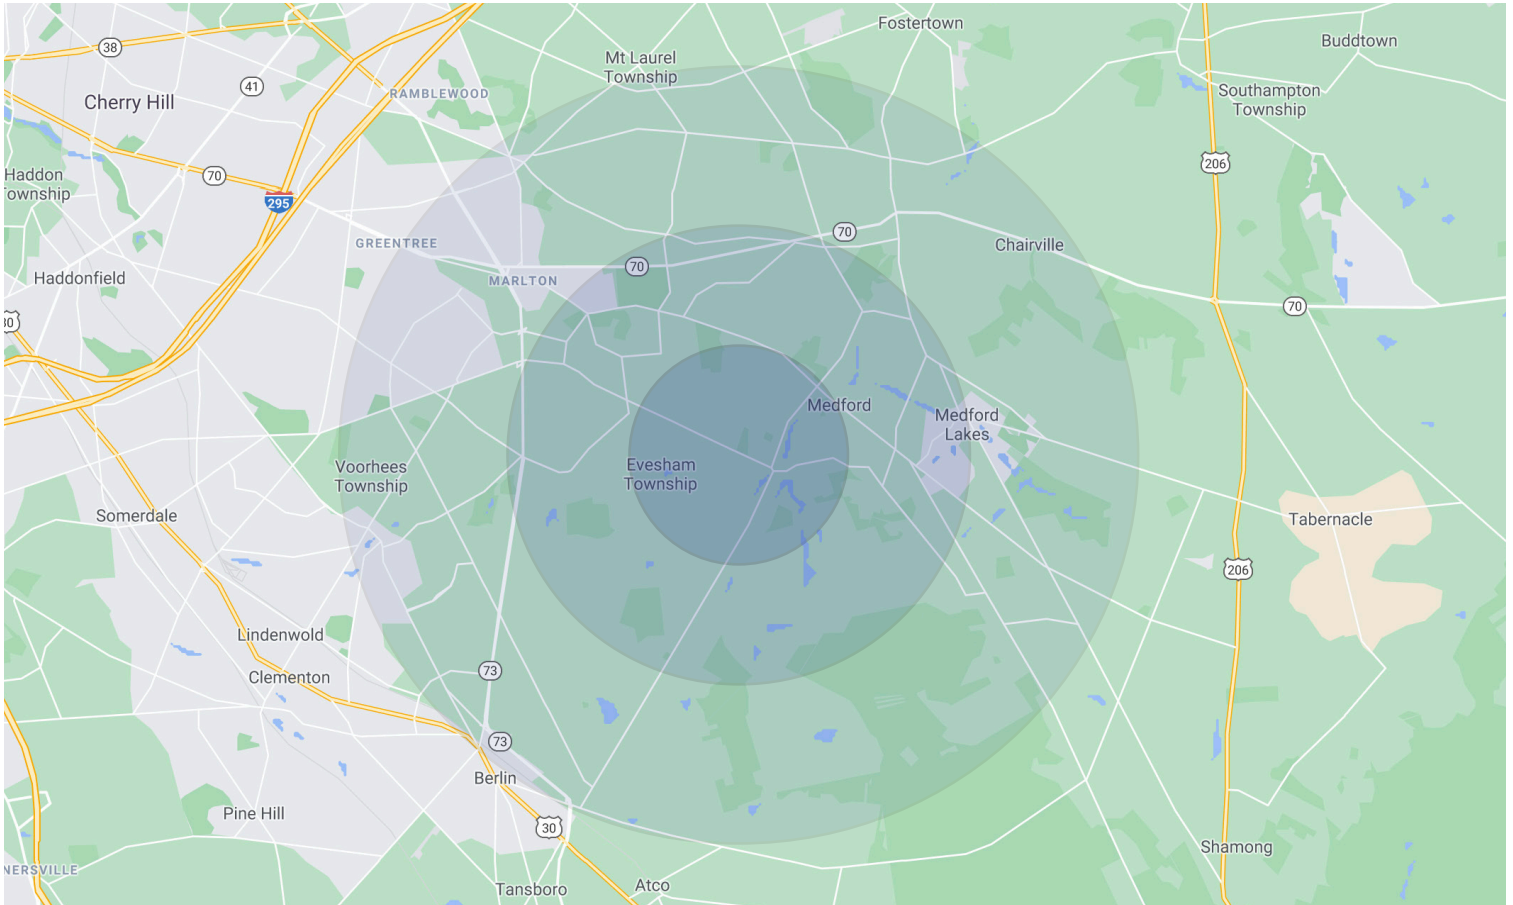 Fostertown
Buddtown
38
Mt Laurel
Township
41
RAMBLEWOOD
Cherry Hill
Southampton
Township
206
70
Haddon
ownship
295
70
GREENTREE
Chairville
70
Haddonfield
MARLTON
70
30
Medford
Medford
Lakes
Voorhees
Township
Evesham
Township
Somerdale
Tabernacle
206
Lindenwold
73
Clementon
73
Berlin
Pine Hill
30
Shamong
NERSVILLE
Tansboro
Atco